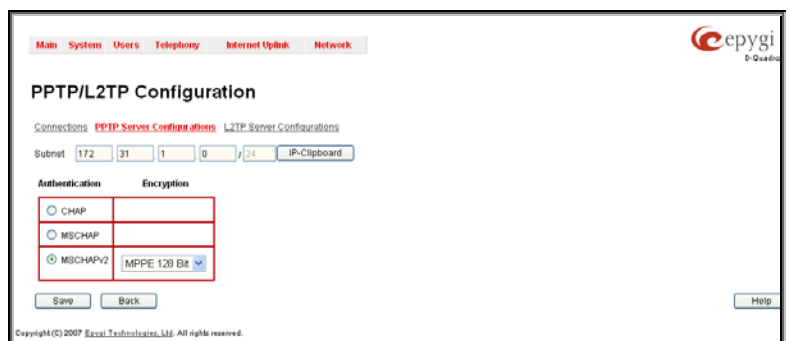 Main System Users Telephony Internet Uplink Network
epygi
D-Quadro
PPTP/L2TP Configuration
Connections PPTP Server Configurations L2TP Server Configurations
Subnet 172 . 31 . 1 . 0 / 24 IP-Clipboard
Authentication Encryption
CHAP
MSCHAP
MSCHAPv2 MPPE 128 Bit
Save Back Help
Copyright (C) 2007 Epygi Technologies, Ltd. All rights reserved.